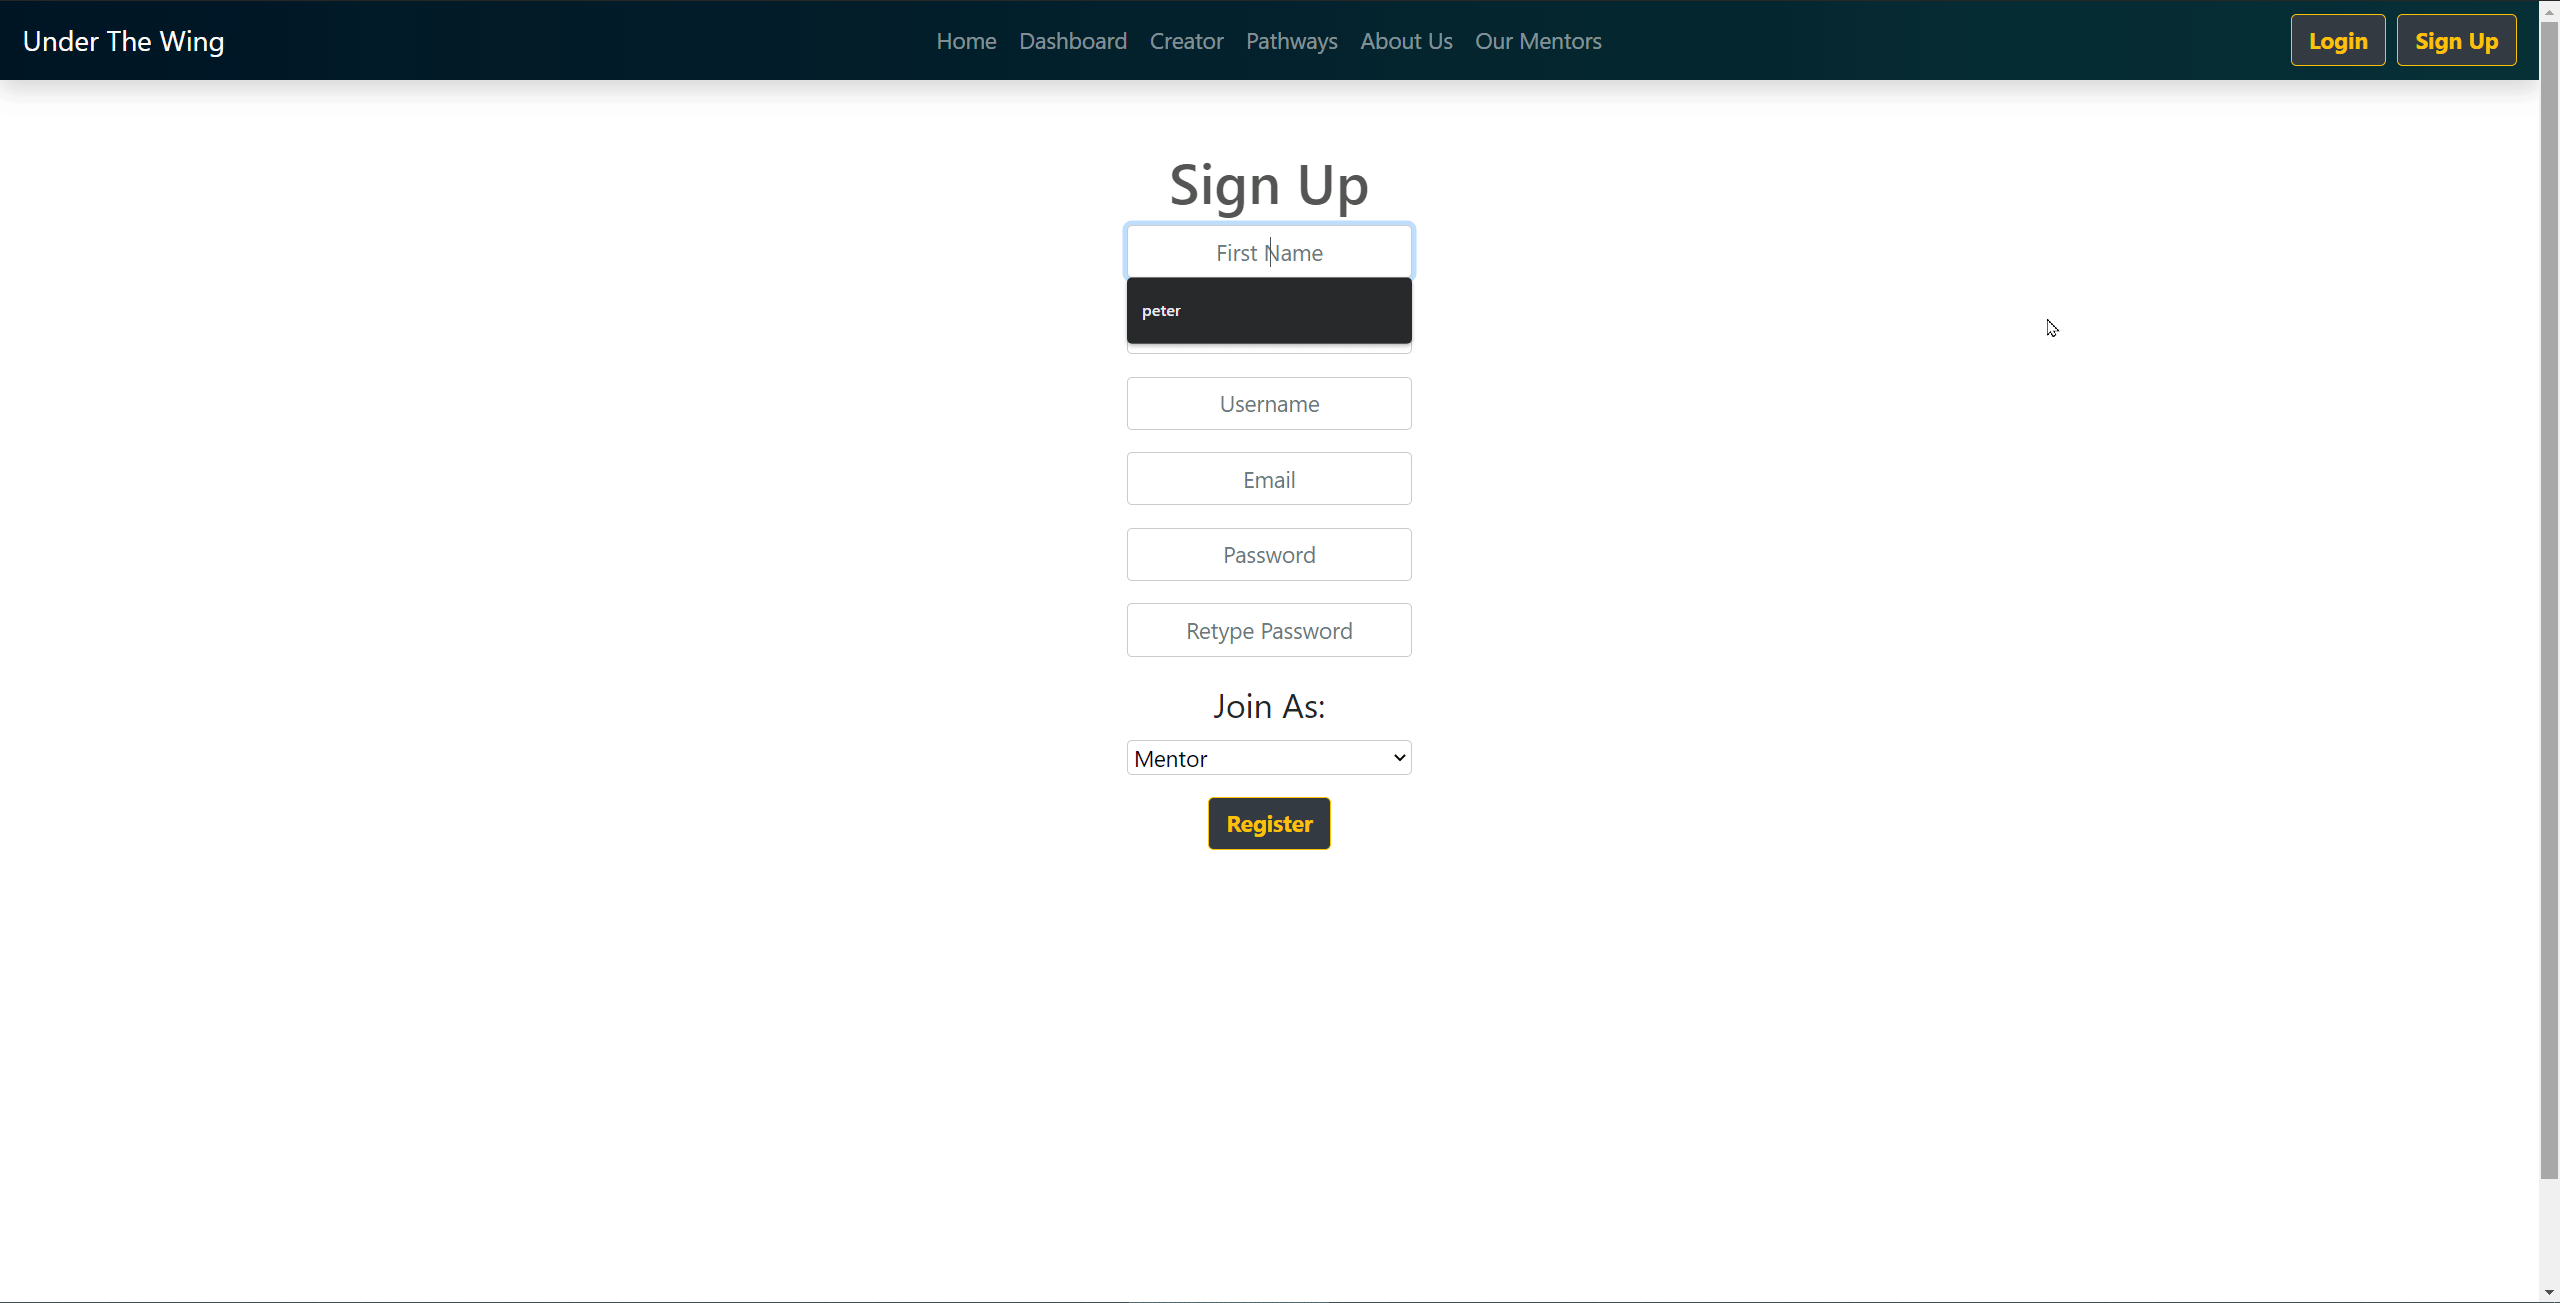 Under The Wing
Home Dashboard Creator Pathways About Us Our Mentors
Login Sign Up
Sign Up
First Name
peter
Username
Email
Password
Retype Password
Join As:
Mentor
Register